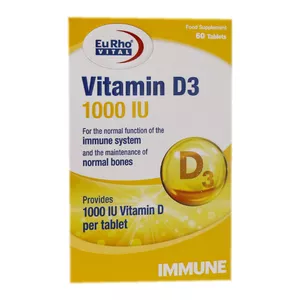 Food Supplement
60 Tablets
EuRho®
VITAL
Vitamin D3
1000 IU
For the normal function of the
immune system
and the maintenance of
normal bones
D3
Provides
1000 IU Vitamin D
per tablet
IMMUNE